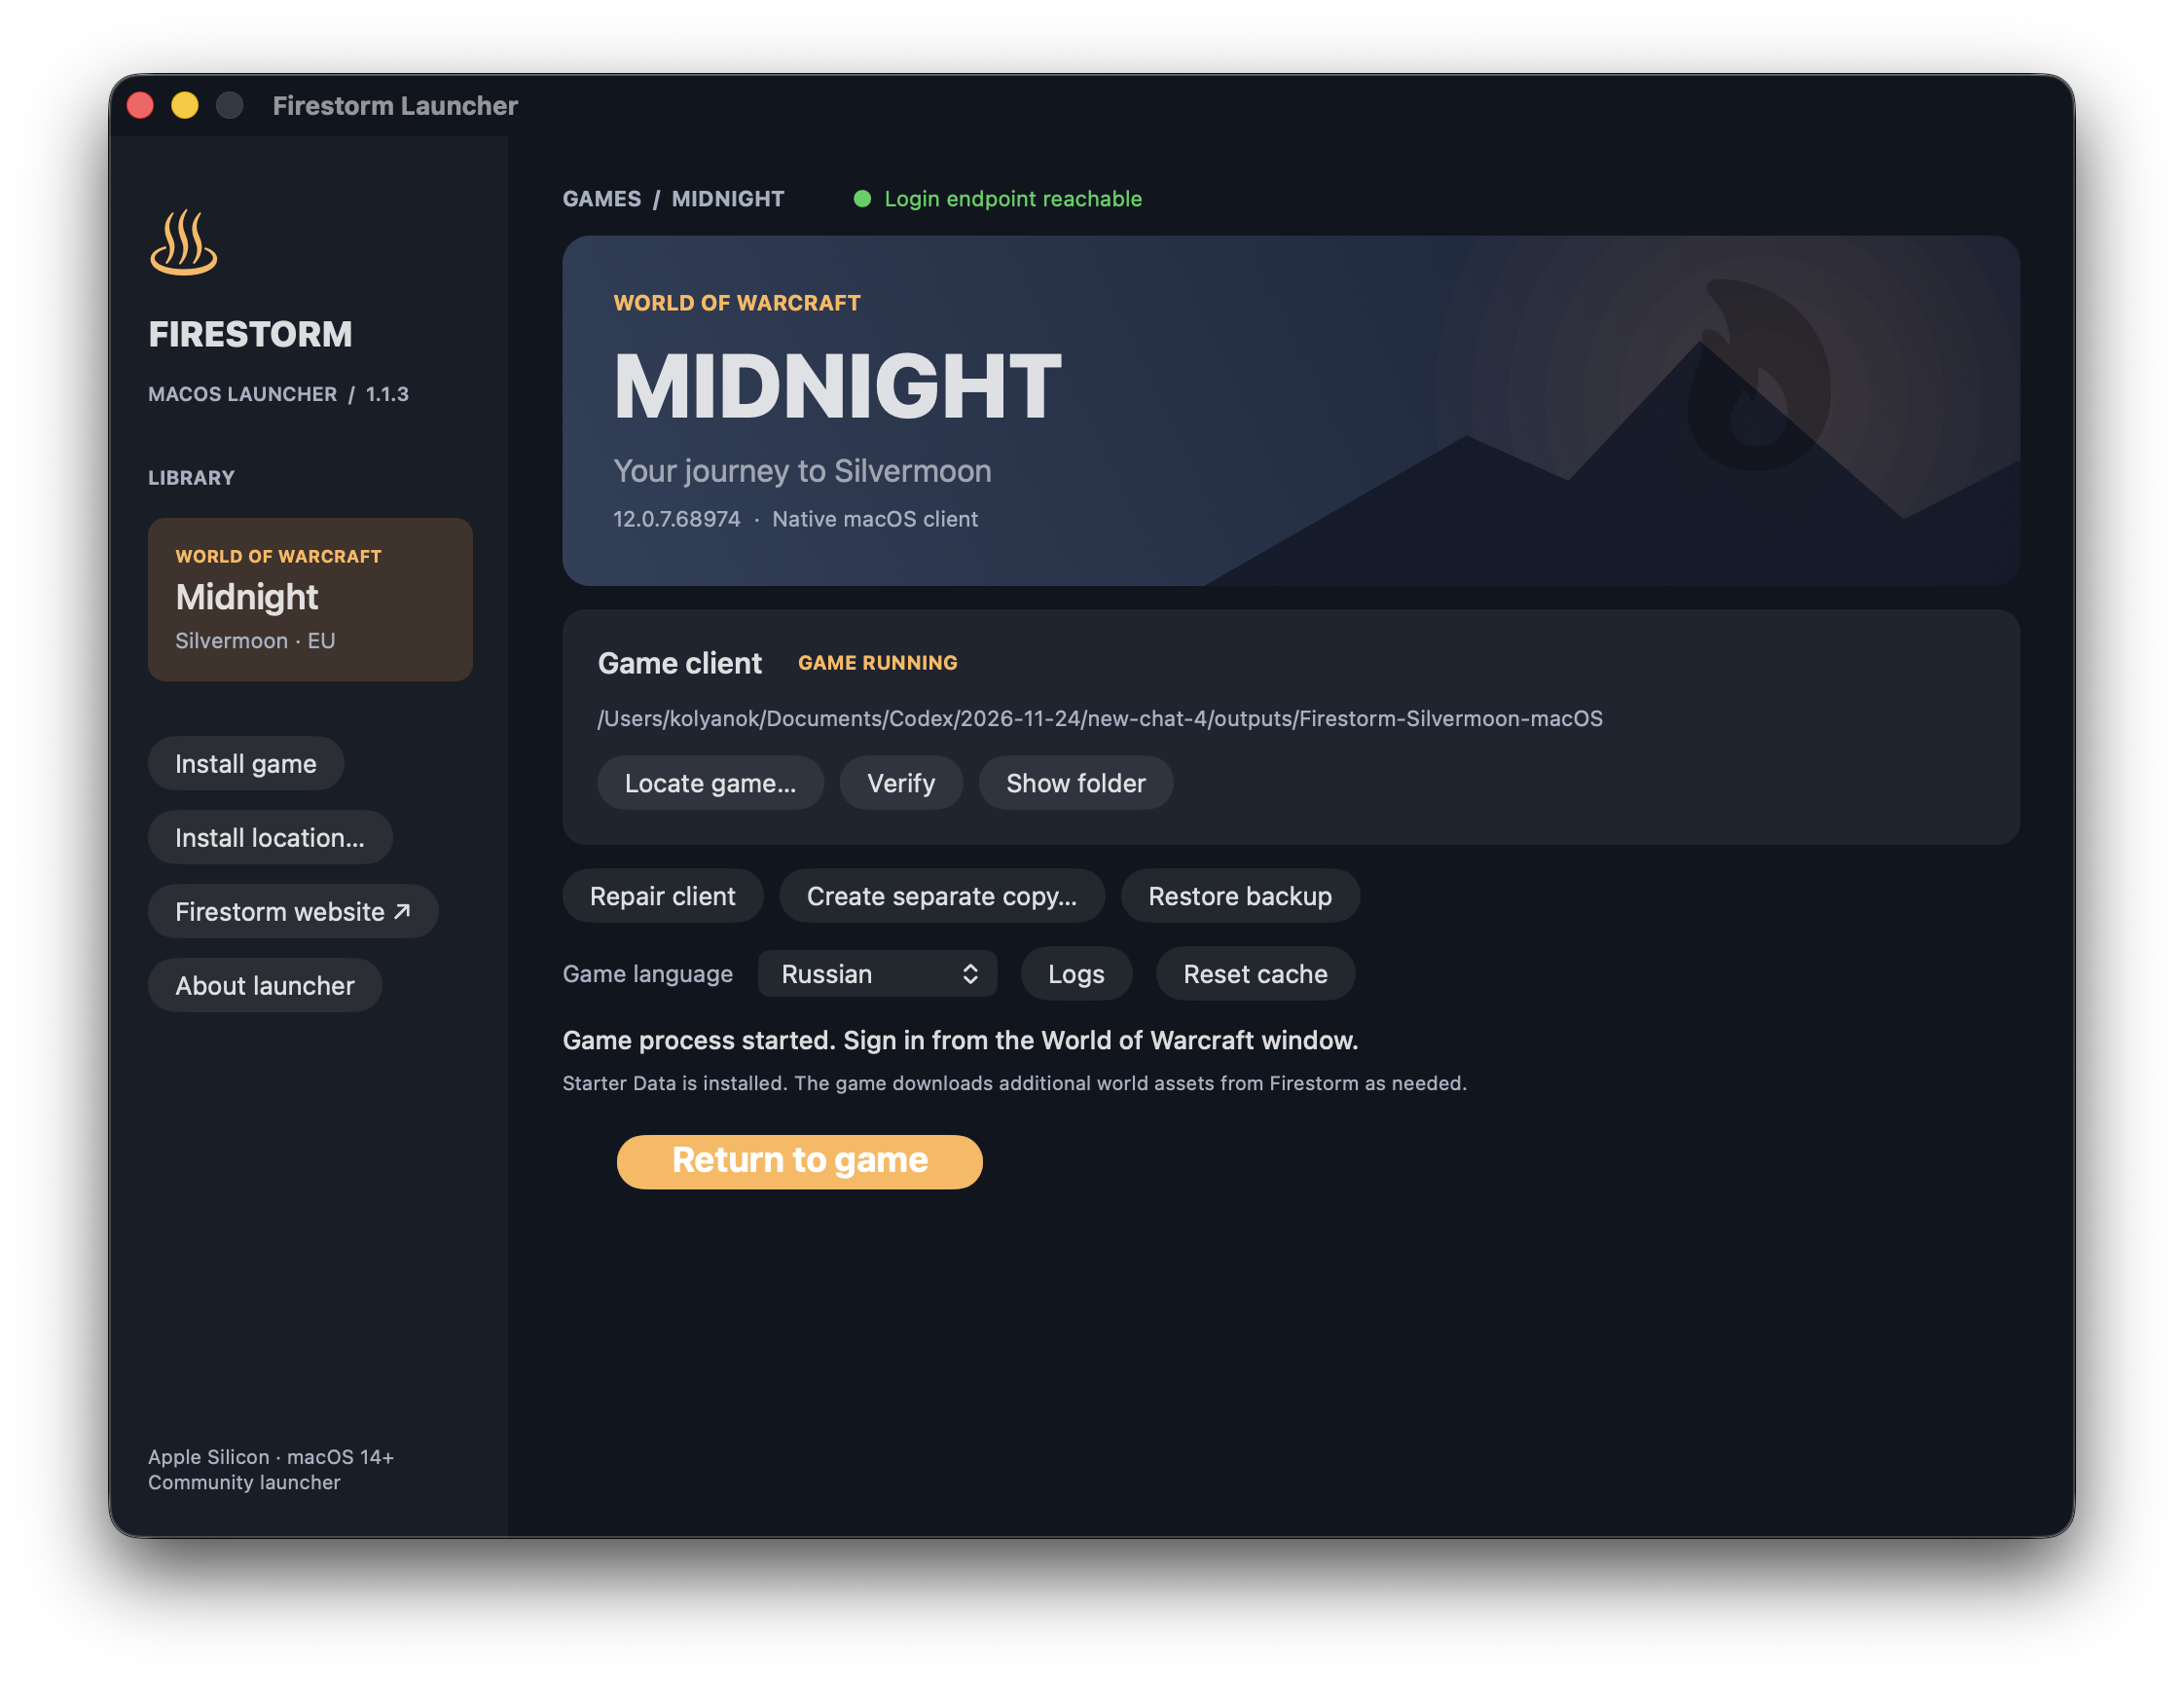 Firestorm Launcher
FIRESTORM
MACOS LAUNCHER / 1.1.3
LIBRARY
WORLD OF WARCRAFT
Midnight
Silvermoon · EU
Install game
Install location...
Firestorm website ↗
About launcher
Apple Silicon · macOS 14+
Community launcher
GAMES / MIDNIGHT
Login endpoint reachable
WORLD OF WARCRAFT
MIDNIGHT
Your journey to Silvermoon
12.0.7.68974 · Native macOS client
Game client GAME RUNNING
/Users/kolyanok/Documents/Codex/2026-11-24/new-chat-4/outputs/Firestorm-Silvermoon-macOS
Locate game... Verify Show folder
Repair client Create separate copy... Restore backup
Game language Russian Logs Reset cache
Game process started. Sign in from the World of Warcraft window.
Starter Data is installed. The game downloads additional world assets from Firestorm as needed.
Return to game